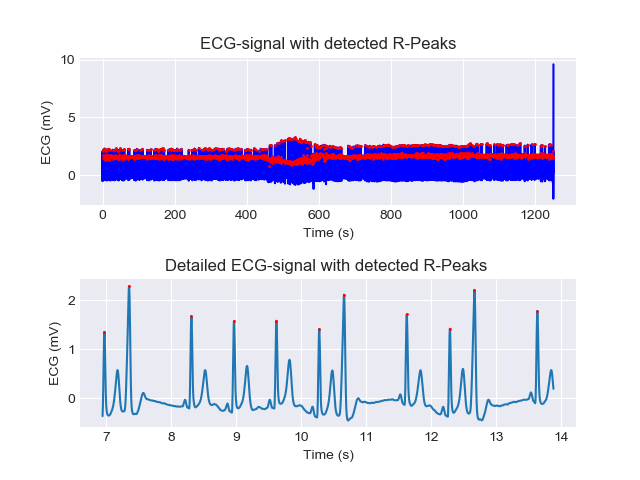 ECG-signal with detected R-Peaks
10
5
0
ECG (mV)
0 200 400 600 800 1000 1200
Time (s)
Detailed ECG-signal with detected R-Peaks
2
1
0
ECG (mV)
7 8 9 10 11 12 13 14
Time (s)